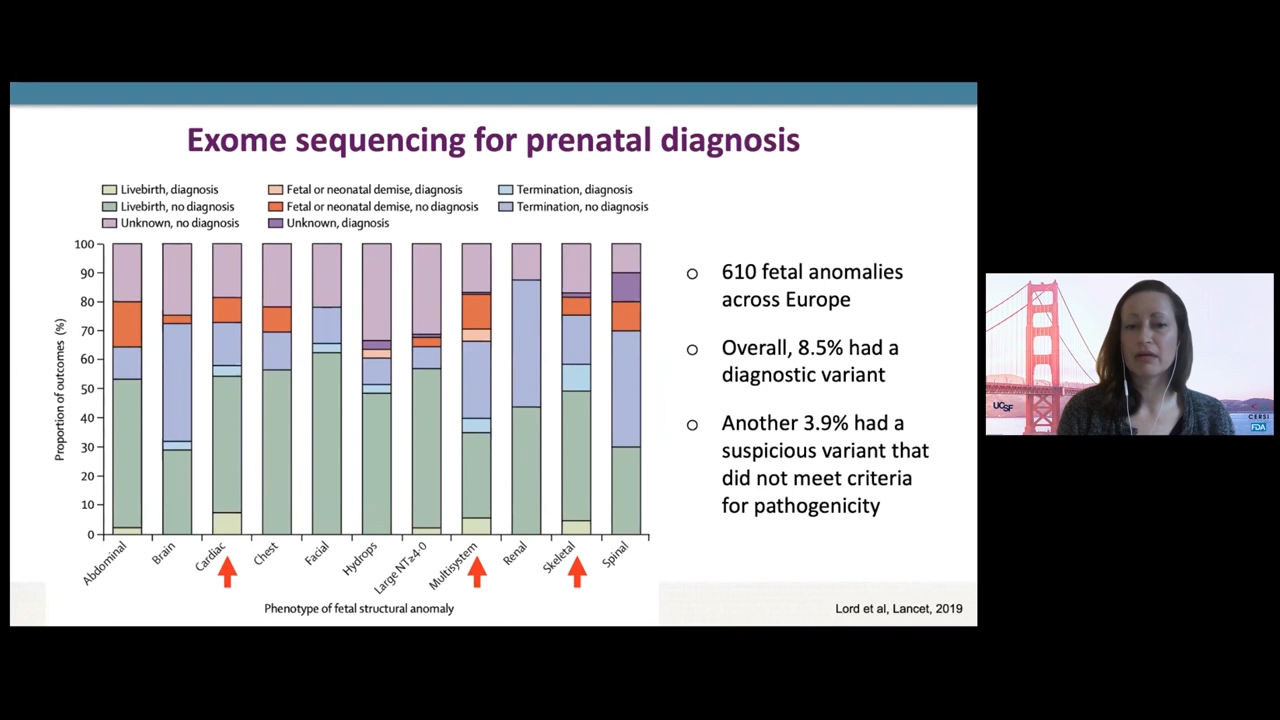 Exome sequencing for prenatal diagnosis
Livebirth, diagnosis
Fetal or neonatal demise, diagnosis
Termination, diagnosis
Livebirth, no diagnosis
Fetal or neonatal demise, no diagnosis
Termination, no diagnosis
Unknown, no diagnosis
Unknown, diagnosis
100
90
80
70
60
50
40
30
20
10
0
Proportion of outcomes (%)
Abdominal
Brain
Cardiac
Chest
Facial
Hydrops
Large NT≥4·0
Multisystem
Renal
Skeletal
Spinal
Phenotype of fetal structural anomaly
610 fetal anomalies
across Europe
Overall, 8.5% had a
diagnostic variant
Another 3.9% had a
suspicious variant that
did not meet criteria
for pathogenicity
Lord et al, Lancet, 2019
UCSF
CERSI
FDA